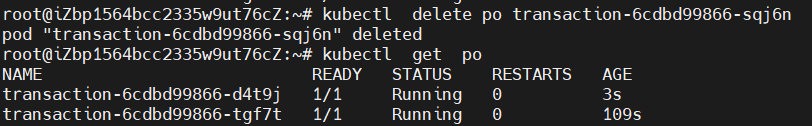 root@iZbp1564bcc2335w9ut76cZ:~# kubectl  delete po transaction-6cdbd99866-sqj6n
pod "transaction-6cdbd99866-sqj6n" deleted
root@iZbp1564bcc2335w9ut76cZ:~# kubectl  get  po
NAME                           READY   STATUS    RESTARTS   AGE
transaction-6cdbd99866-d4t9j   1/1     Running   0          3s
transaction-6cdbd99866-tgf7t   1/1     Running   0          109s